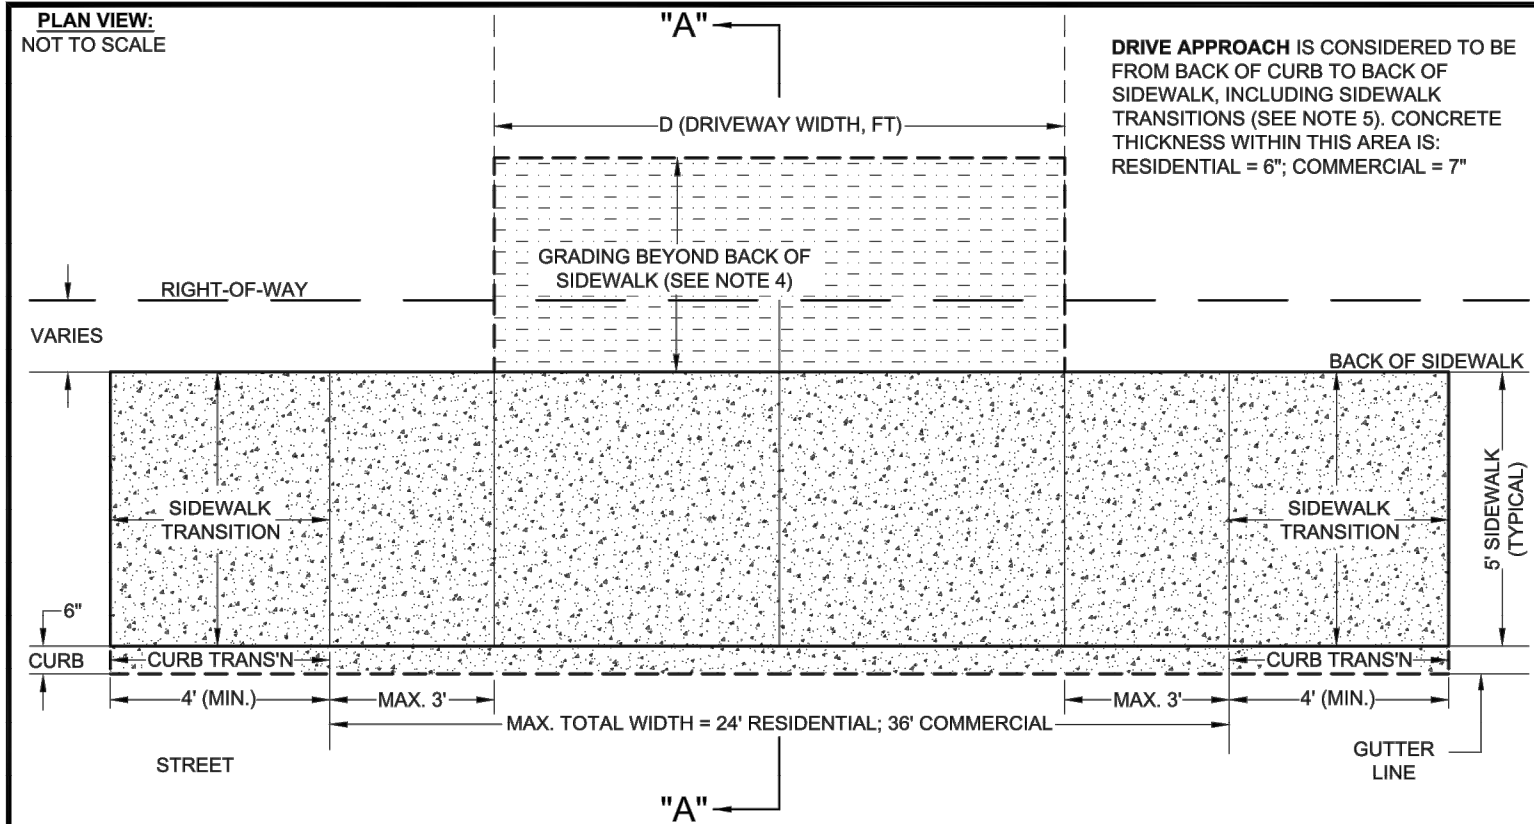 PLAN VIEW:
NOT TO SCALE
"A"
DRIVE APPROACH IS CONSIDERED TO BE
FROM BACK OF CURB TO BACK OF
SIDEWALK, INCLUDING SIDEWALK
TRANSITIONS (SEE NOTE 5). CONCRETE
THICKNESS WITHIN THIS AREA IS:
RESIDENTIAL = 6"; COMMERCIAL = 7"
D (DRIVEWAY WIDTH, FT)
GRADING BEYOND BACK OF
SIDEWALK (SEE NOTE 4)
RIGHT-OF-WAY
VARIES
BACK OF SIDEWALK
SIDEWALK
TRANSITION
SIDEWALK
TRANSITION
5' SIDEWALK
(TYPICAL)
6"
CURB
CURB TRANS'N
CURB TRANS'N
4' (MIN.)
MAX. 3'
MAX. 3'
4' (MIN.)
MAX. TOTAL WIDTH = 24' RESIDENTIAL; 36' COMMERCIAL
STREET
GUTTER
LINE
"A"